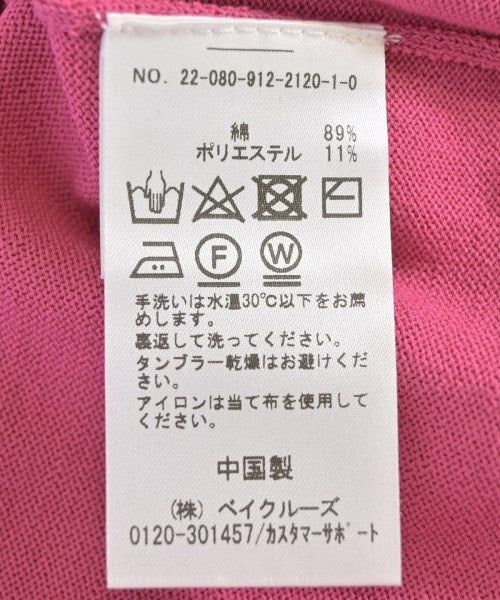 NO. 22-080-912-2120-1-0
綿 89%
ポリエステル 11%
F W
手洗いは水温30℃以下をお薦
めします。
裏返して洗ってください。
タンブラー乾燥はお避けくだ
さい。
アイロンは当て布を使用して
ください。
中国製
(株) ベイクルーズ
0120-301457/ｶｽﾀﾏｰｻﾎﾟｰﾄ